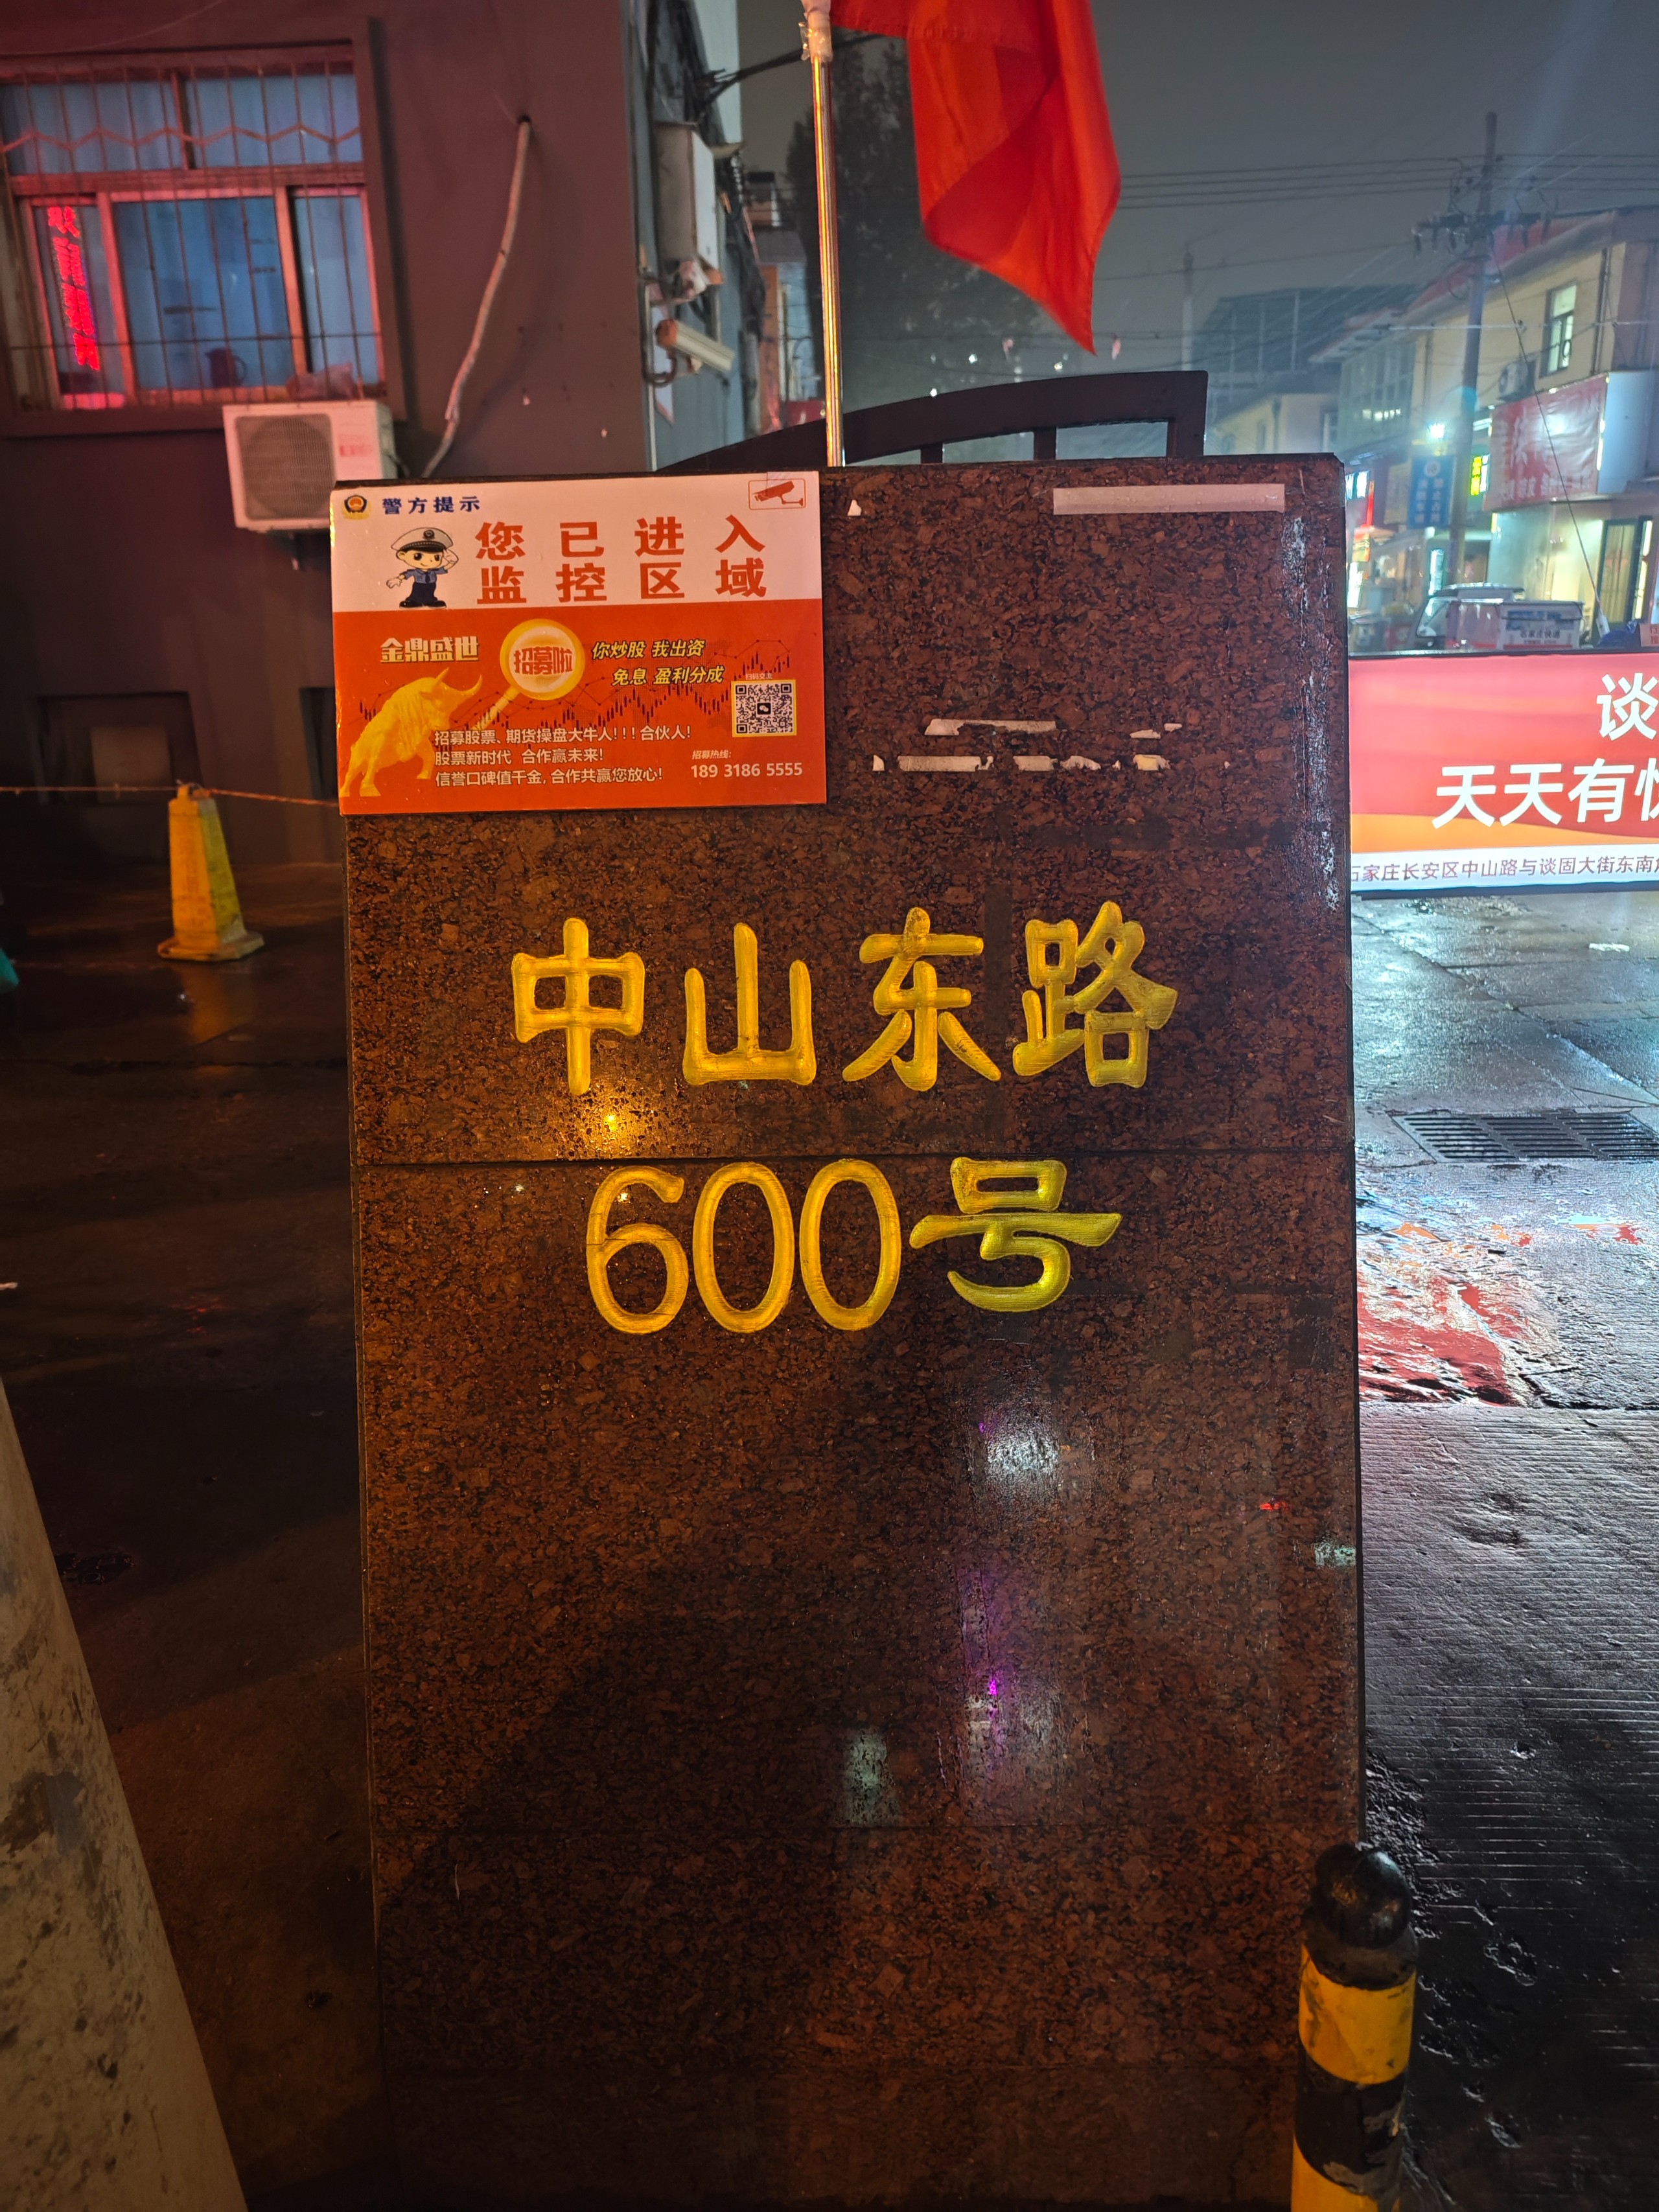 警方提示
您已进入
监控区域
金鼎盛世
招募啦
你炒股 我出资
免息 盈利分成
扫码交上
招募股票、期货操盘大牛人!!!合伙人!
股票新时代 合作赢未来!
信誉口碑值千金,合作共赢您放心!
招募热线:
189 3186 5555
谈
天天有忧
石家庄长安区中山路与谈固大街东南
中山东路
600号